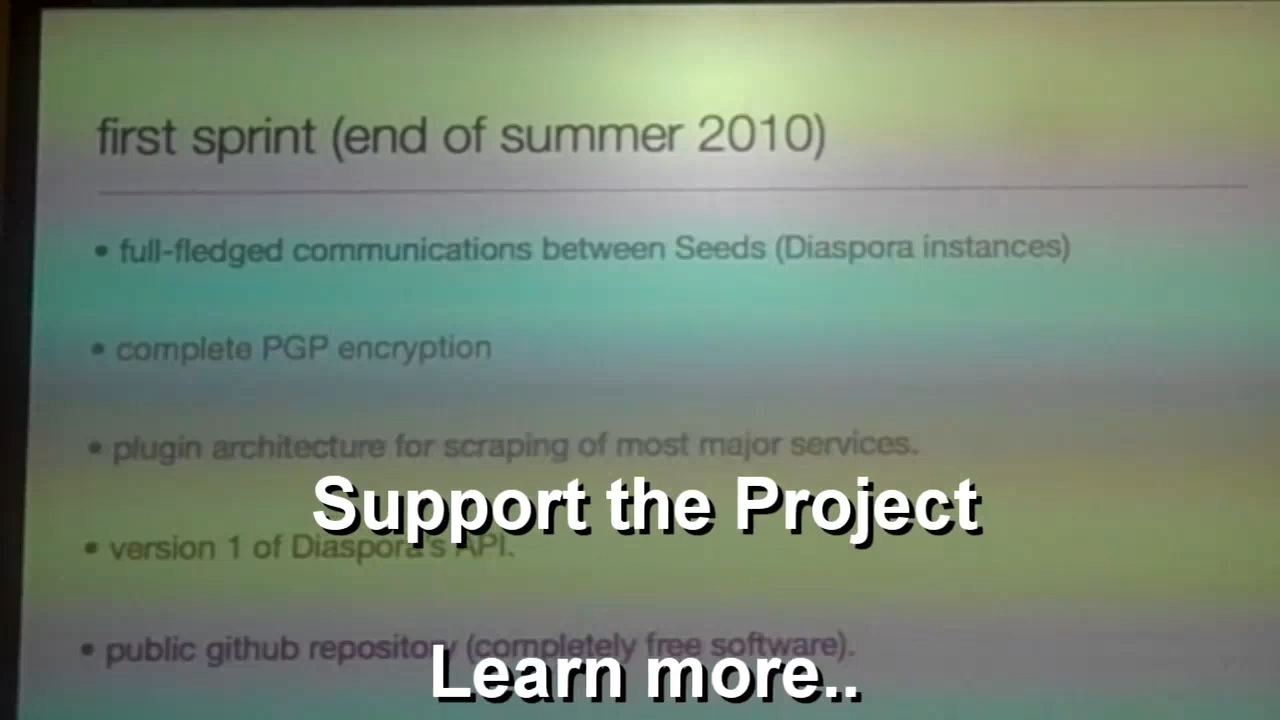 first sprint (end of summer 2010)
• full-fledged communications between Seeds (Diaspora instances)
• complete PGP encryption
• plugin architecture for scraping of most major services.
Support the Project
• version 1 of Diaspora's API.
• public github repository (completely free software).
Learn more..